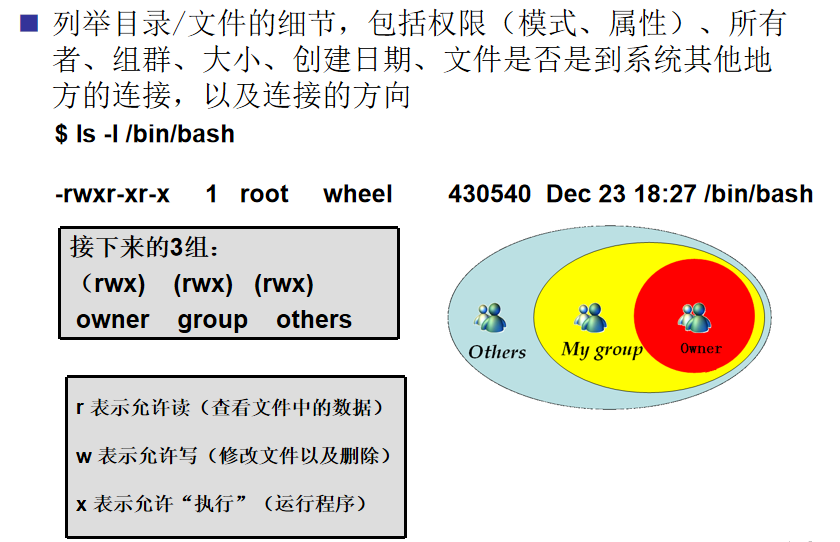 列举目录/文件的细节，包括权限（模式、属性）、所有
者、组群、大小、创建日期、文件是否是到系统其他地
方的连接，以及连接的方向
$ ls -l /bin/bash
-rwxr-xr-x 1 root wheel 430540 Dec 23 18:27 /bin/bash
接下来的3组：
（rwx) (rwx) (rwx)
owner group others
Others My group Owner
r 表示允许读（查看文件中的数据）
w 表示允许写（修改文件以及删除）
x 表示允许“执行”（运行程序）